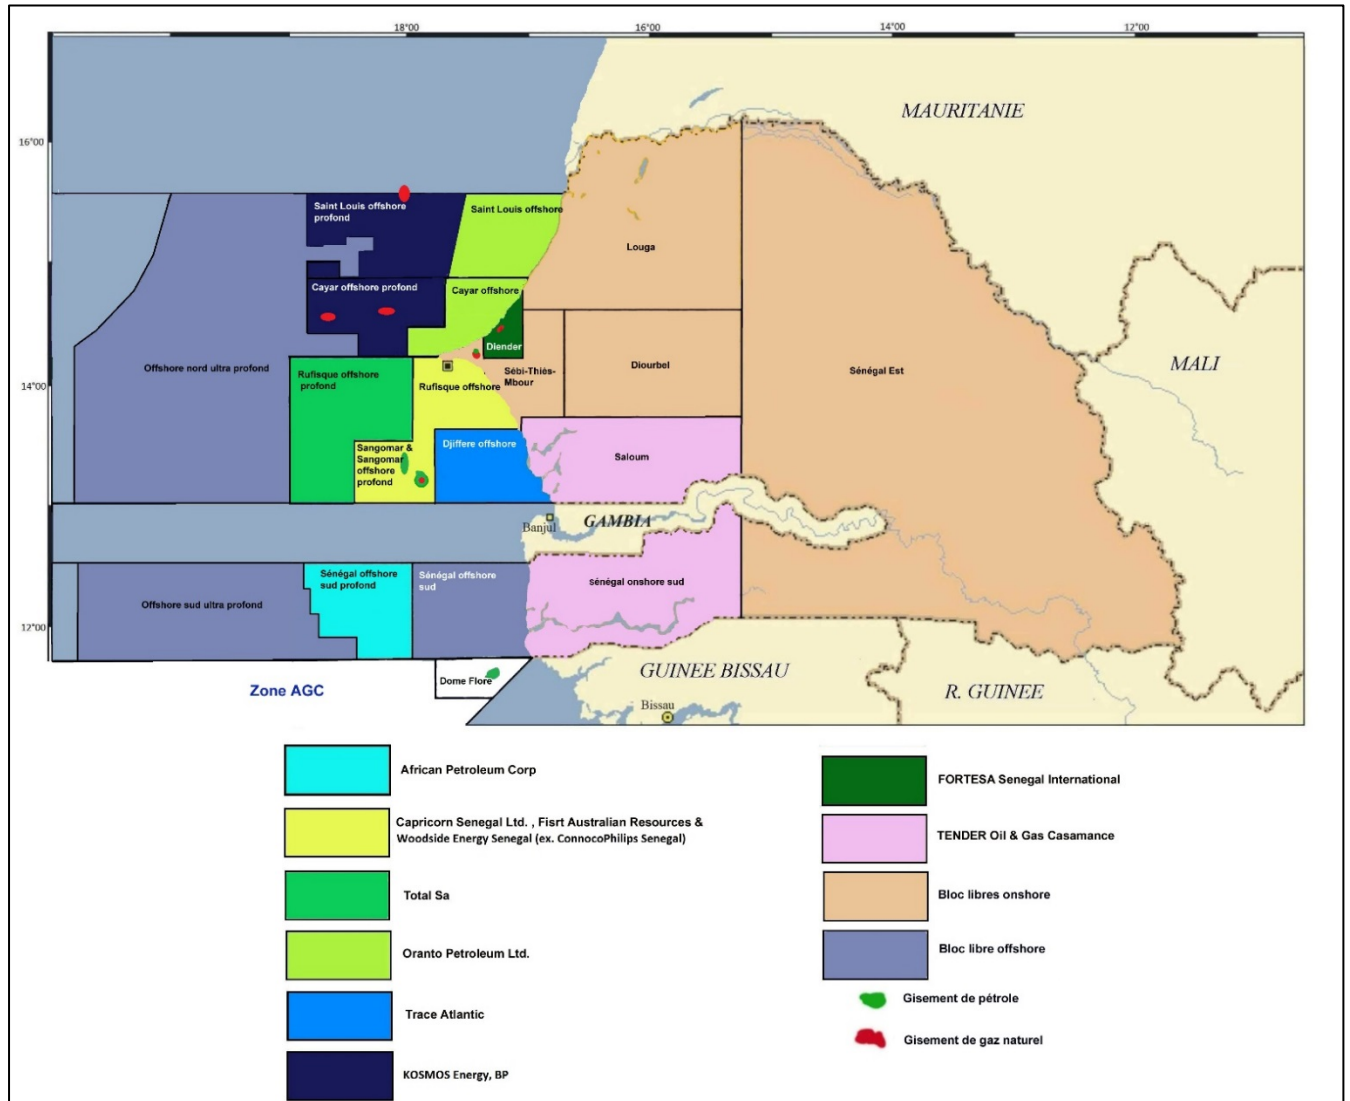 18°00'
16°00'
14°00'
12°00'
MAURITANIE
16°00'
Saint Louis offshore
profond
Saint Louis offshore
Louga
Cayar offshore profond
Cayar offshore
Diender
MALI
14°00'
Offshore nord ultra profond
Rufisque offshore
profond
Rufisque offshore
Sébi-Thiés-
Mbour
Diourbel
Sénégal Est
Sangomar &
Sangomar
offshore
profond
Djiffere offshore
Saloum
Banjul
GAMBIA
12°00'
Offshore sud ultra profond
Sénégal offshore
sud profond
Sénégal offshore
sud
sénégal onshore sud
Zone AGC
Dome Flore
GUINEE BISSAU
Bissau
R. GUINEE
African Petroleum Corp
Capricorn Senegal Ltd. , Fisrt Australian Resources &
Woodside Energy Senegal (ex. ConnocoPhilips Senegal)
Total Sa
Oranto Petroleum Ltd.
Trace Atlantic
KOSMOS Energy, BP
FORTESA Senegal International
TENDER Oil & Gas Casamance
Bloc libres onshore
Bloc libre offshore
Gisement de pétrole
Gisement de gaz naturel